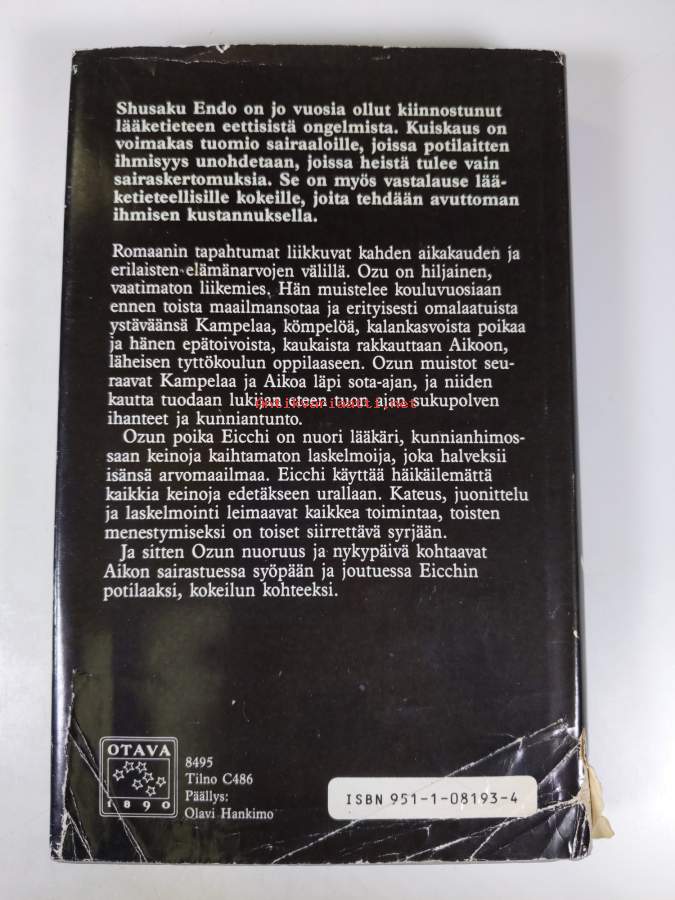 Shusaku Endo on jo vuosia ollut kiinnostunut
lääketieteen eettisistä ongelmista. Kuiskaus on
voimakas tuomio sairaaloille, joissa potilaitten
ihmisyys unohdetaan, joissa heistä tulee vain
sairaskertomuksia. Se on myös vastalause lää-
ketieteellisille kokeille, joita tehdään avuttoman
ihmisen kustannuksella.
Romaanin tapahtumat liikkuvat kahden aikakauden ja
erilaisten elämänarvojen välillä. Ozu on hiljainen,
vaatimaton liikemies. Hän muistelee kouluvuosiaan
ennen toista maailmansotaa ja erityisesti omalaatuista
ystäväänsä Kampelaa, kömpelöä, kalankasvoista poikaa
ja hänen epätoivoista, kaukaista rakkauttaan Aikoon,
läheisen tyttökoulun oppilaaseen. Ozun muistot seu-
raavat Kampelaa ja Aikoa läpi sota-ajan, ja niiden
kautta tuodaan lukijan eteen tuon ajan sukupolven
antikvariaatti.net
ihanteet ja kunniantunto.
Ozun poika Eicchi on nuori lääkäri, kunnianhimos-
saan keinoja kaihtamaton laskelmoija, joka halveksii
isänsä arvomaailmaa. Eicchi käyttää häikäilemättä
kaikkia keinoja edetäkseen urallaan. Kateus, juonittelu
ja laskelmointi leimaavat kaikkea toimintaa, toisten
menestymiseksi on toiset siirrettävä syrjään.
Ja sitten Ozun nuoruus ja nykypäivä kohtaavat
Aikon sairastuessa syöpään ja joutuessa Eicchin
potilaaksi, kokeilun kohteeksi.
OTAVA
1890
8495
Tilno C486
Päällys:
Olavi Hankimo
ISBN 951-1-08193-4